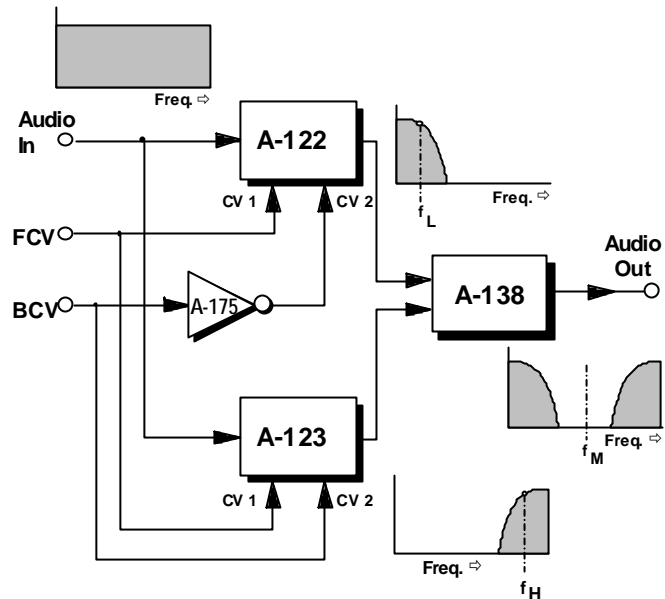 Freq. ⇨
Audio
In
A-122
CV 1
CV 2
Freq. ⇨
f L
FCV
BCV
A-175
Audio
Out
A-138
Freq. ⇨
f M
A-123
CV 1
CV 2
Freq. ⇨
f H